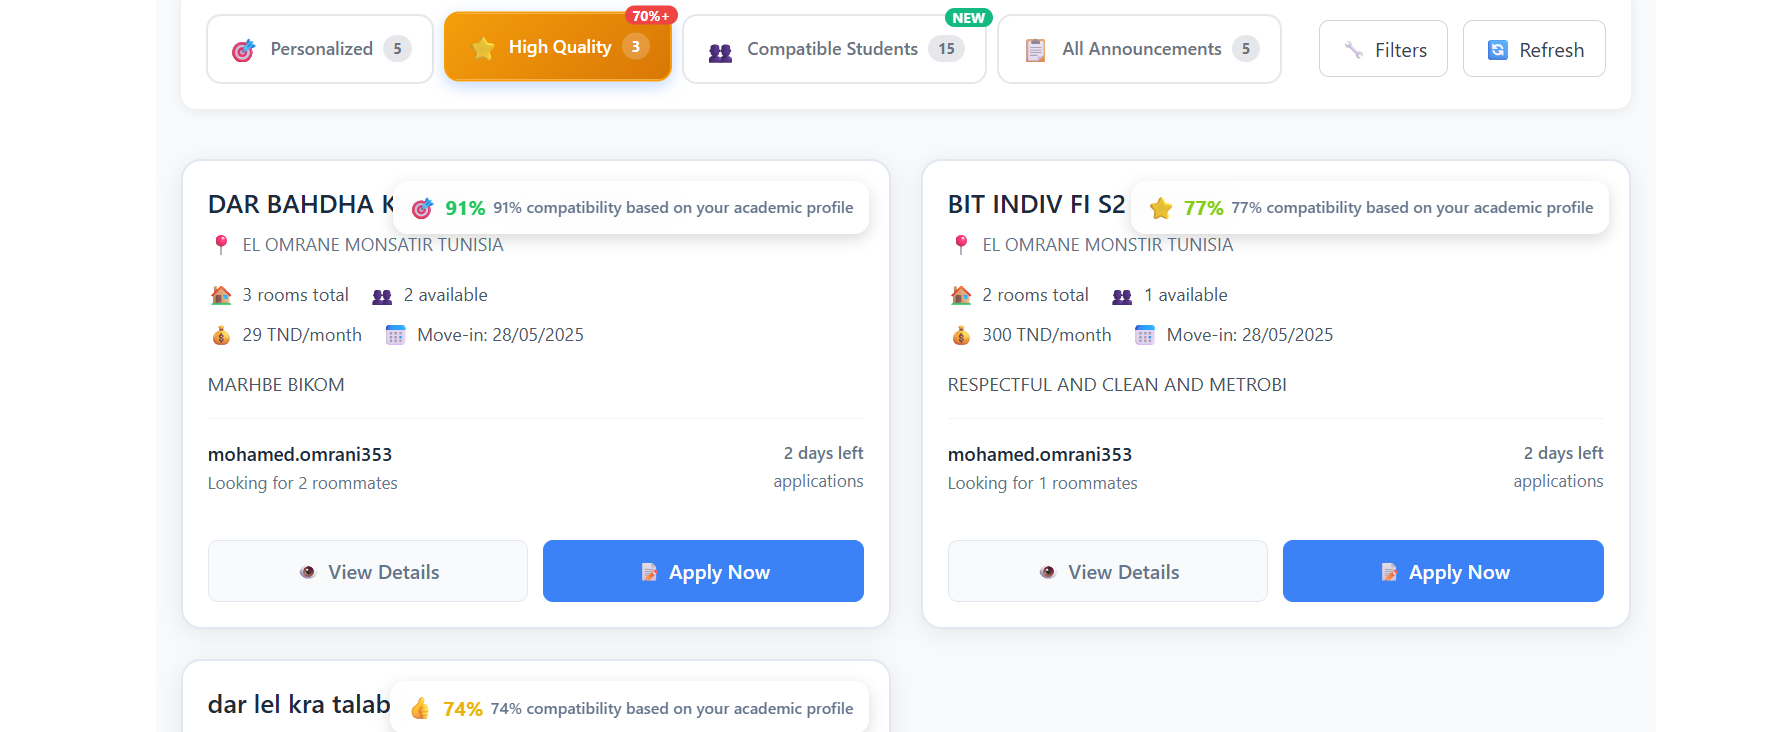 70%+
NEW
Personalized 5
High Quality 3
Compatible Students 15
All Announcements 5
Filters
Refresh
DAR BAHDHA
91% 91% compatibility based on your academic profile
EL OMRANE MONSATIR TUNISIA
3 rooms total 2 available
29 TND/month Move-in: 28/05/2025
MARHBE BIKOM
mohamed.omrani353 2 days left
Looking for 2 roommates applications
View Details Apply Now
BIT INDIV FI S2
77% 77% compatibility based on your academic profile
EL OMRANE MONSTIR TUNISIA
2 rooms total 1 available
300 TND/month Move-in: 28/05/2025
RESPECTFUL AND CLEAN AND METROBI
mohamed.omrani353 2 days left
Looking for 1 roommates applications
View Details Apply Now
dar lel kra talab
74% 74% compatibility based on your academic profile